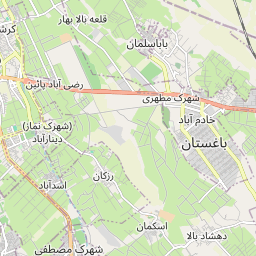 قلعه بالا بهار
باباسلمان
رضی آباد پائین
شهرک مطهری
خادم آباد
(شهرک نماز)
دینارآباد
باغستان
رزکان
اسدآباد
اسکمان
دهشاد بالا
شهرک مصطفی